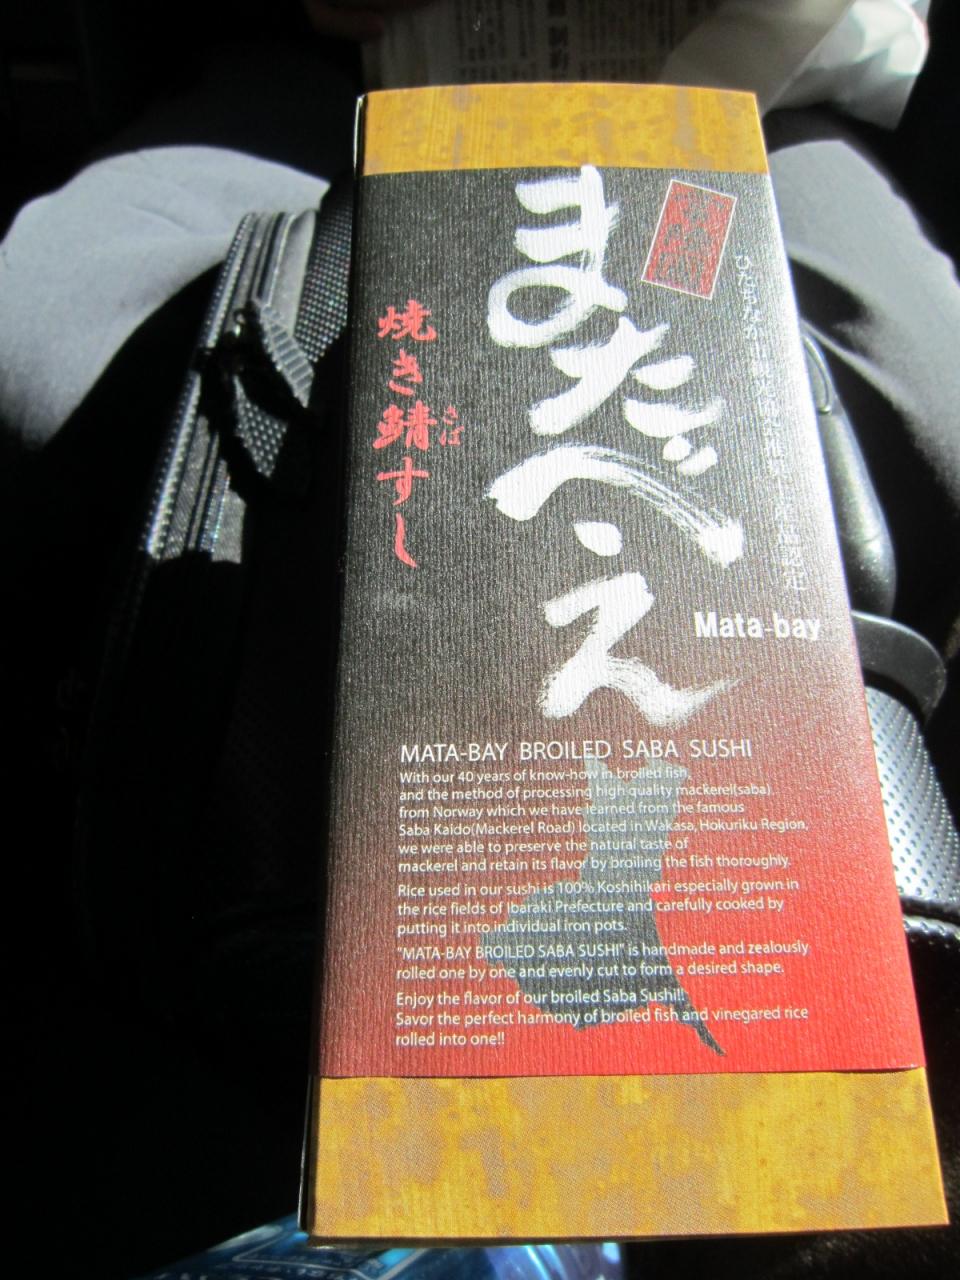 まだべえ
焼き鯖すし
さば
Mata-bay
MATA-BAY BROILED SABA SUSHI
With our 40 years of know-how in broiled fish,
and the method of processing high quality mackerel(saba)
from Norway which we have learned from the famous
Saba Kaido(Mackerel Road) located in Wakasa, Hokuriku Region,
we were able to preserve the natural taste of
mackerel and retain its flavor by broiling the fish thoroughly.
Rice used in our sushi is 100% Koshihikari especially grown in
the rice fields of Ibaraki Prefecture and carefully cooked by
putting it into individual iron pots.
"MATA-BAY BROILED SABA SUSHI" is handmade and zealously
rolled one by one and evenly cut to form a desired shape.
Enjoy the flavor of our broiled Saba Sushi!!
Savor the perfect harmony of broiled fish and vinegared rice
rolled into one!!